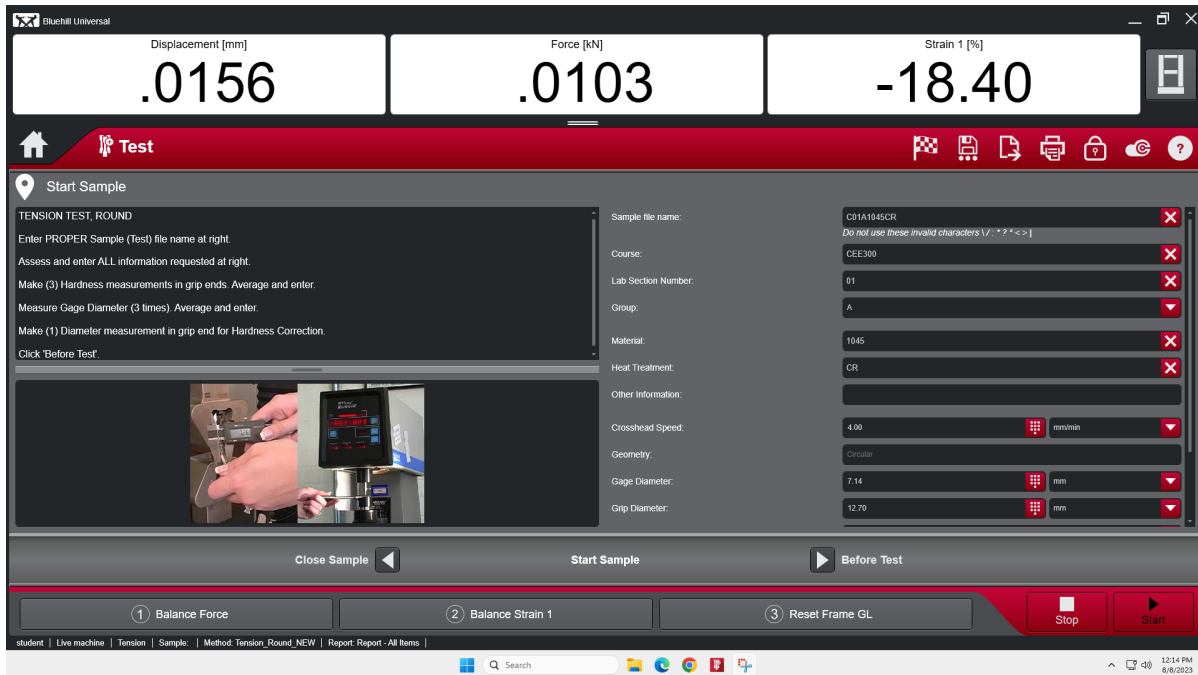 Bluehill Universal
Displacement [mm]
.0156
Force [kN]
.0103
Strain 1 [%]
-18.40
Test
?
Start Sample
TENSION TEST, ROUND
Enter PROPER Sample (Test) file name at right.
Assess and enter ALL information requested at right.
Make (3) Hardness measurements in grip ends. Average and enter.
Measure Gage Diameter (3 times). Average and enter.
Make (1) Diameter measurement in grip end for Hardness Correction.
Click 'Before Test'.
Sample file name: C01A1045CR
Do not use these invalid characters \ / : * ? " < > |
Course: CEE300
Lab Section Number: 01
Group: A
Material: 1045
Heat Treatment: CR
Other Information:
Crosshead Speed: 4.00 mm/min
Geometry: Circular
Gage Diameter: 7.14 mm
Grip Diameter: 12.70 mm
Close Sample
Start Sample
Before Test
1 Balance Force
2 Balance Strain 1
3 Reset Frame GL
Stop
Start
student | Live machine | Tension | Sample: | Method: Tension_Round_NEW | Report: Report - All Items |
Search
12:14 PM
8/8/2023